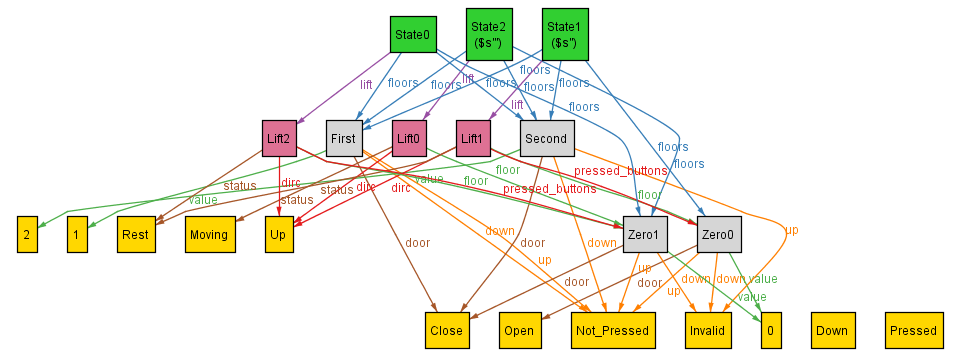 State0
State2
($s'')
State1
($s'')
floors
lift
floors
floors
lift
floors
floors
floors
lift
floors
floors
floors
Lift2
First
Lift0
Lift1
Second
status
dirc
value
status
dirc
status
dirc
value
floor
floor
pressed_buttons
pressed_buttons
floor
2
1
Rest
Moving
Up
Zero1
Zero0
door
down
up
door
down
up
up
door
up
down
door
down
value
value
Close
Open
Not_Pressed
Invalid
0
Down
Pressed